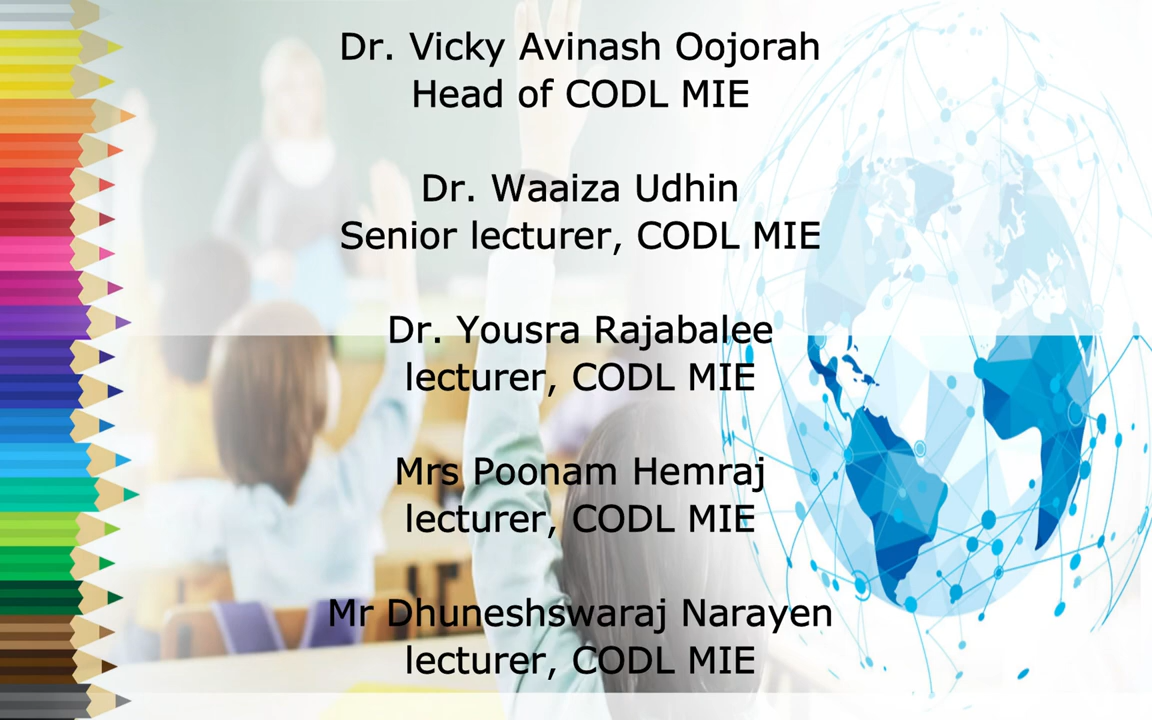 Dr. Vicky Avinash Oojorah
Head of CODL MIE
Dr. Waaiza Udhin
Senior lecturer, CODL MIE
Dr. Yousra Rajabalee
lecturer, CODL MIE
Mrs Poonam Hemraj
lecturer, CODL MIE
Mr Dhuneshswaraj Narayen
lecturer, CODL MIE